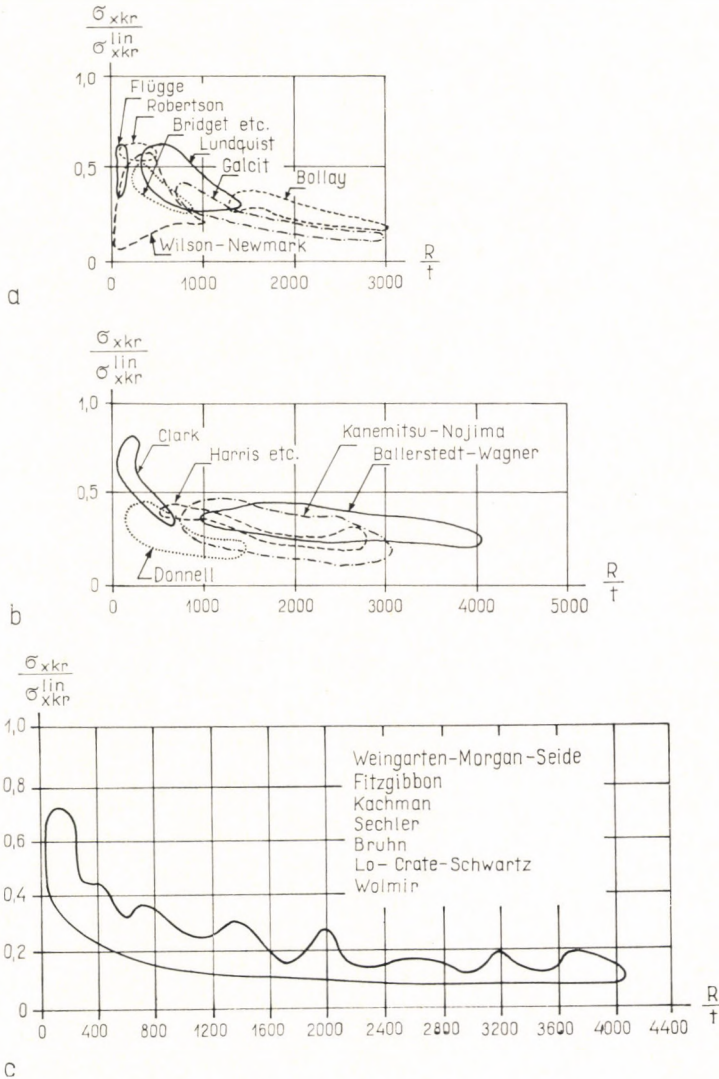 σxkr
σlin xkr
1,0
Flügge
Robertson
Bridget etc.
Lundquist
Galcit
0,5
Bollay
Wilson-Newmark
0
0 1000 2000 3000
R
t
a
σxkr
σlin xkr
1,0
Clark
Kanemitsu-Nojima
Harris etc.
Ballerstedt-Wagner
0,5
Donnell
0
0 1000 2000 3000 4000 5000
R
t
b
σxkr
σlin xkr
1,0
Weingarten-Morgan-Seide
Fitzgibbon
0,8
Kachman
Sechler
0,6
Bruhn
Lo-Crate-Schwartz
Wolmir
0,4
0,2
0
0 400 800 1200 1600 2000 2400 2800 3200 3600 4000 4400
R
t
c